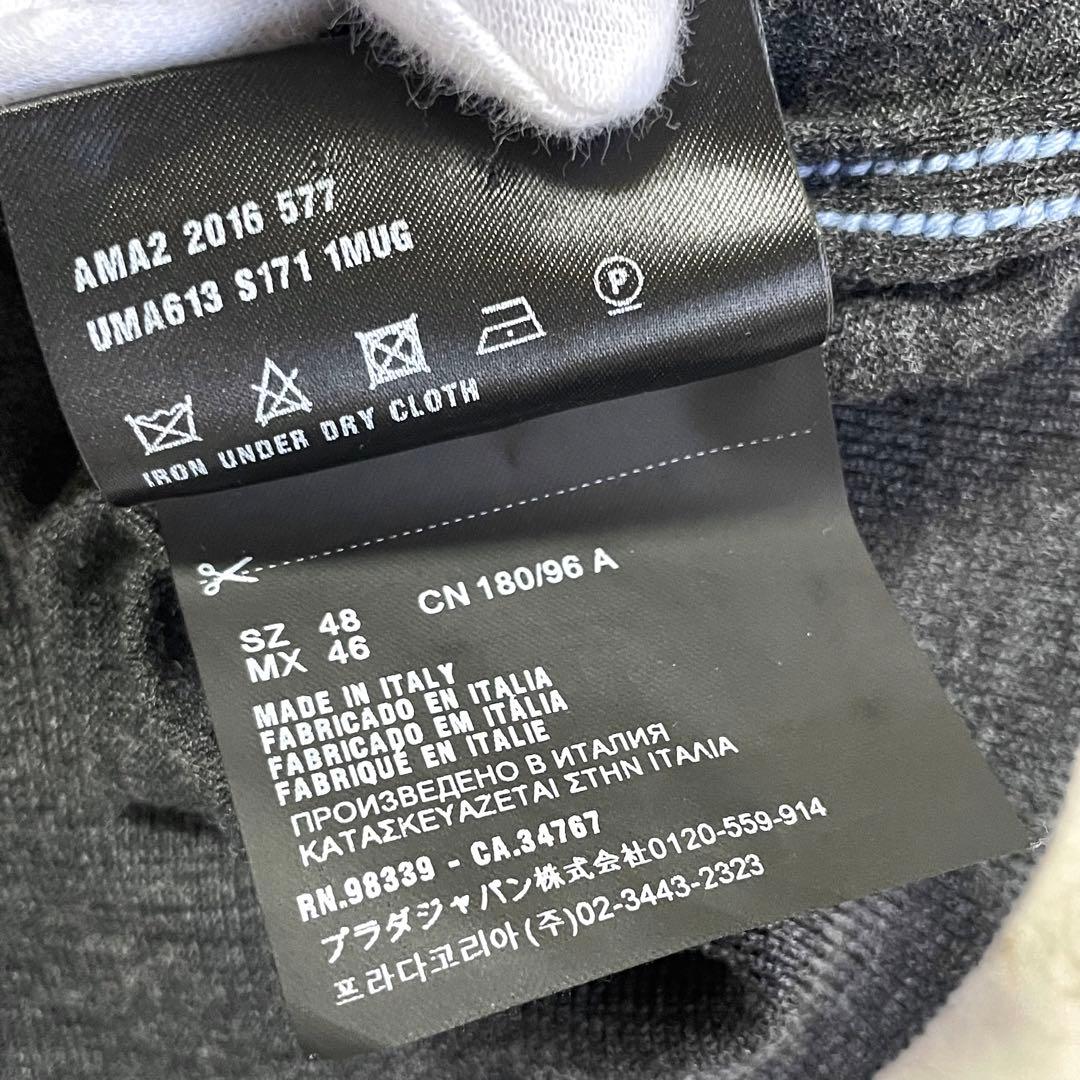 AMA2 2016 577
UMA613 S171 1MUG
P
IRON UNDER DRY CLOTH
CN 180/96 A
SZ 48
MX 46
MADE IN ITALY
FABRICADO EN ITALIA
FABRICADO EM ITÁLIA
FABRIQUÉ EN ITALIE
ПРОИЗВЕДЕНО В ИТАЛИЯ
ΚΑΤΑΣΚΕΥΑΖΕΤΑΙ ΣΤΗΝ ΙΤΑΛΙΑ
RN.98339 - CA.34767
プラダジャパン株式会社0120-559-914
프라다코리아(주)02-3443-2323